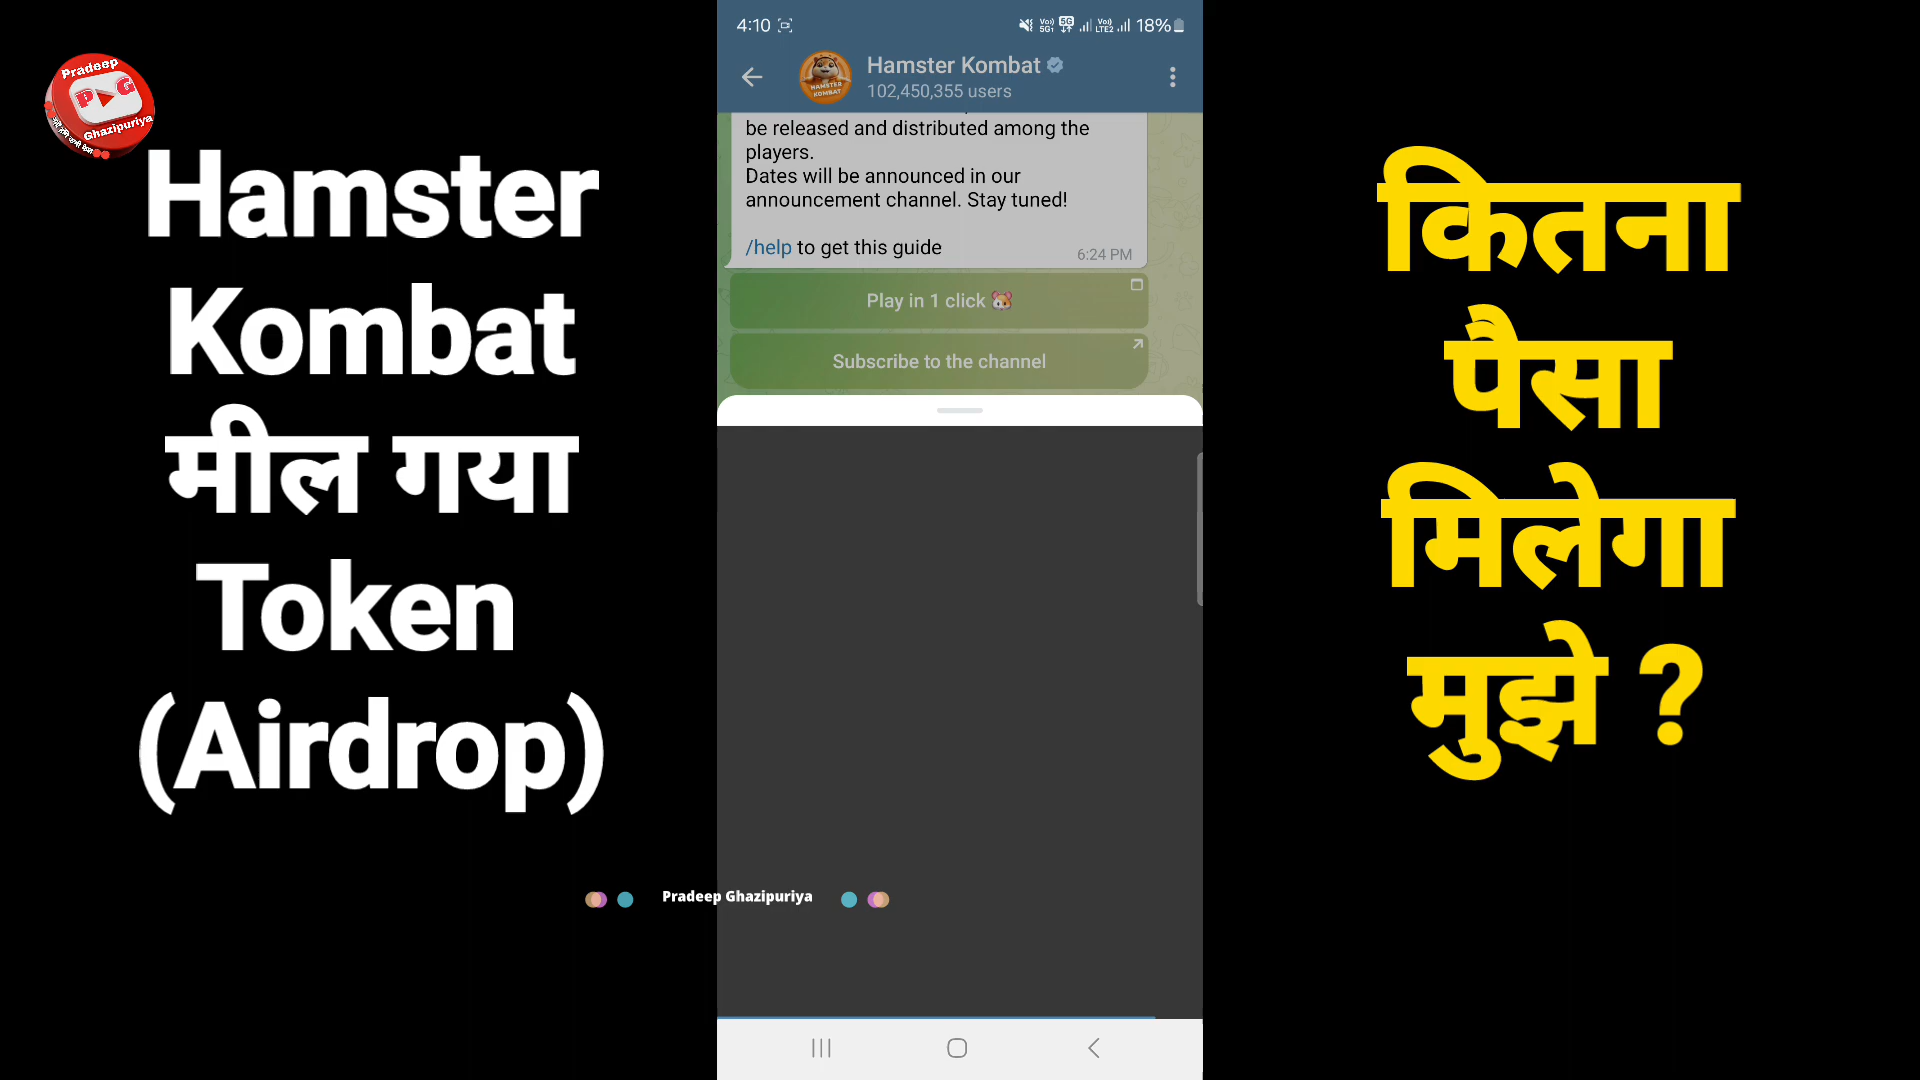 Pradeep
PG
Ghazipuriya
Hamster
Kombat
मील गया
Token
(Airdrop)
4:10
18%
Hamster Kombat
102,450,355 users
be released and distributed among the
players.
Dates will be announced in our
announcement channel. Stay tuned!
/help to get this guide
6:24 PM
Play in 1 click
Subscribe to the channel
Pradeep Ghazipuriya
कितना
पैसा
मिलेगा
मुझे ?